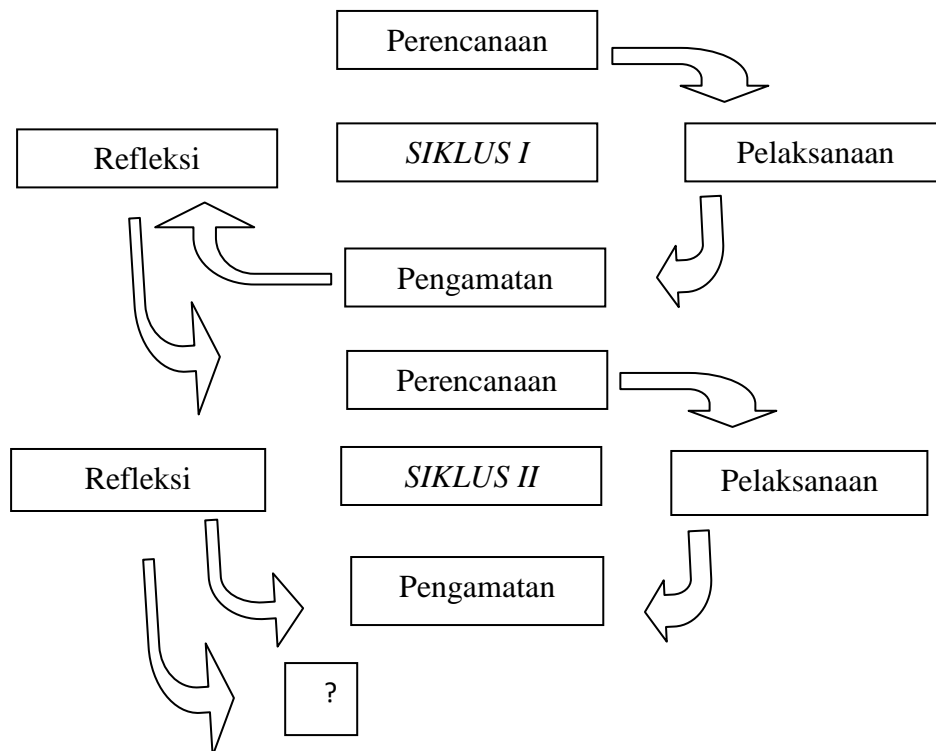 Perencanaan
Refleksi
SIKLUS I
Pelaksanaan
Pengamatan
Perencanaan
Refleksi
SIKLUS II
Pelaksanaan
Pengamatan
?